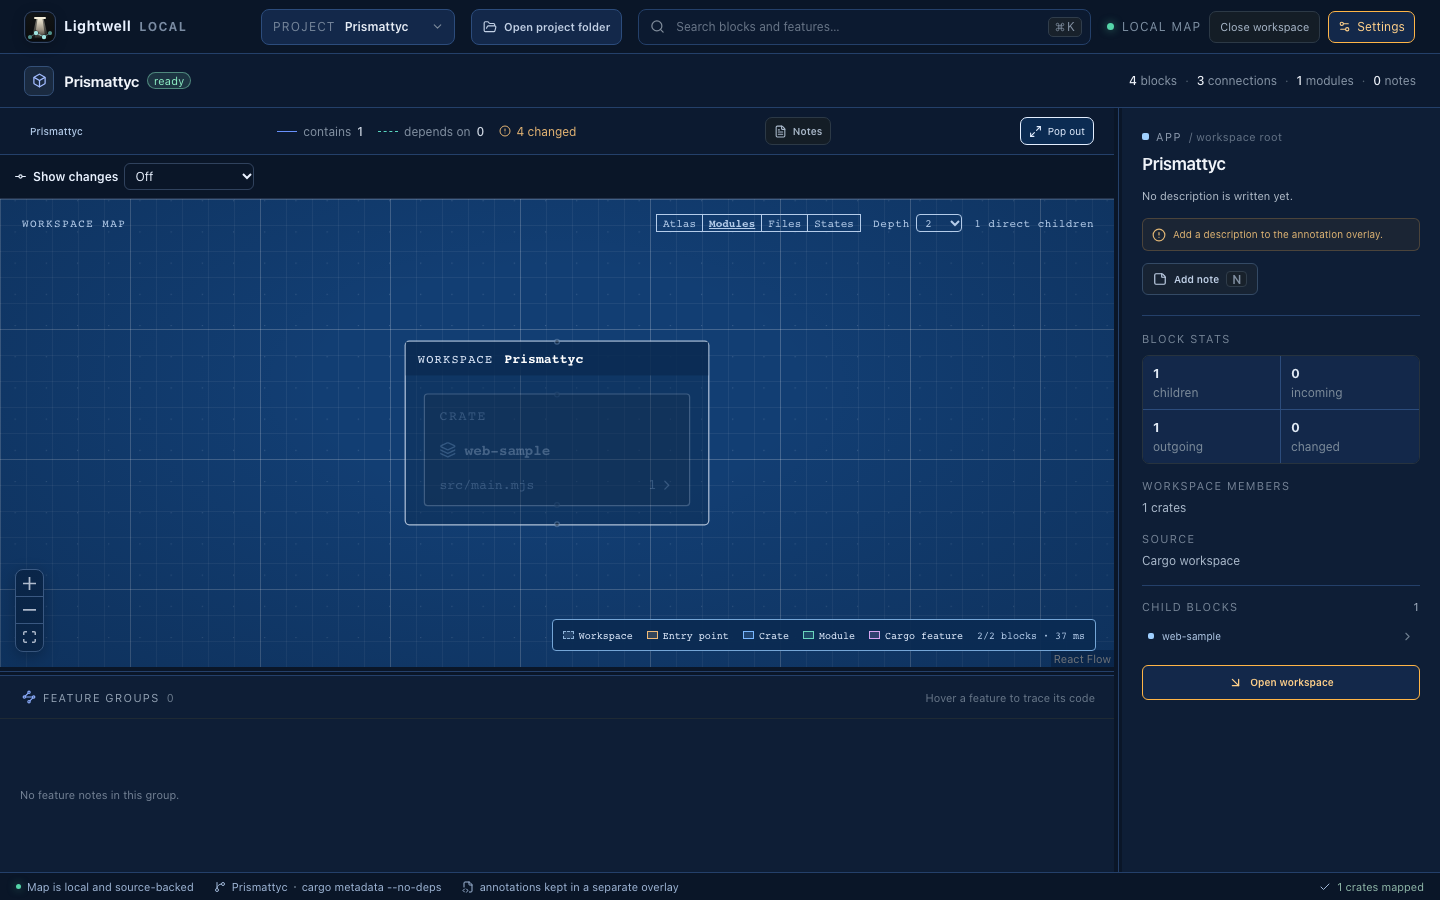 Lightwell LOCAL
PROJECT Prismattyc
Open project folder
Search blocks and features...
⌘K
LOCAL MAP
Close workspace
Settings
Prismattyc ready
4 blocks · 3 connections · 1 modules · 0 notes
Prismattyc
contains 1
depends on 0
4 changed
Notes
Pop out
Show changes Off
WORKSPACE MAP
Atlas Modules Files States
Depth 2
1 direct children
WORKSPACE Prismattyc
CRATE
web-sample
src/main.mjs 1
Workspace Entry point Crate Module Cargo feature 2/2 blocks · 37 ms
React Flow
FEATURE GROUPS 0
Hover a feature to trace its code
No feature notes in this group.
APP / workspace root
Prismattyc
No description is written yet.
Add a description to the annotation overlay.
Add note N
BLOCK STATS
1 children
0 incoming
1 outgoing
0 changed
WORKSPACE MEMBERS
1 crates
SOURCE
Cargo workspace
CHILD BLOCKS 1
web-sample
Open workspace
Map is local and source-backed
Prismattyc · cargo metadata --no-deps
annotations kept in a separate overlay
1 crates mapped